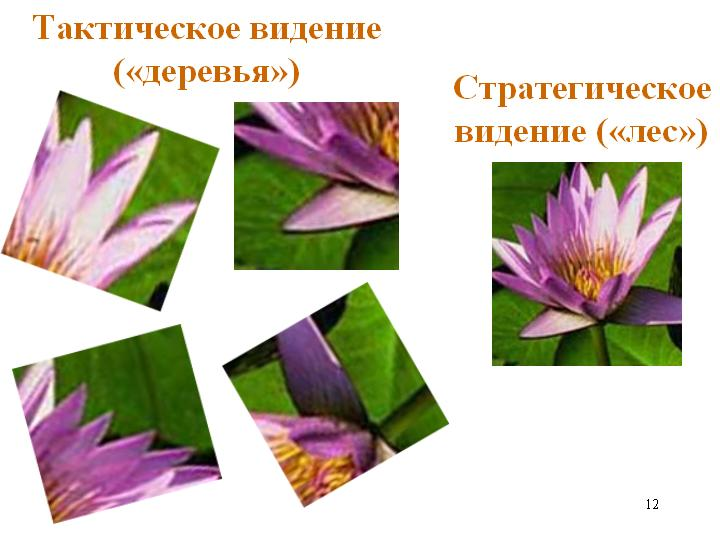 Тактическое видение
(«деревья»)
Стратегическое
видение («лес»)
12